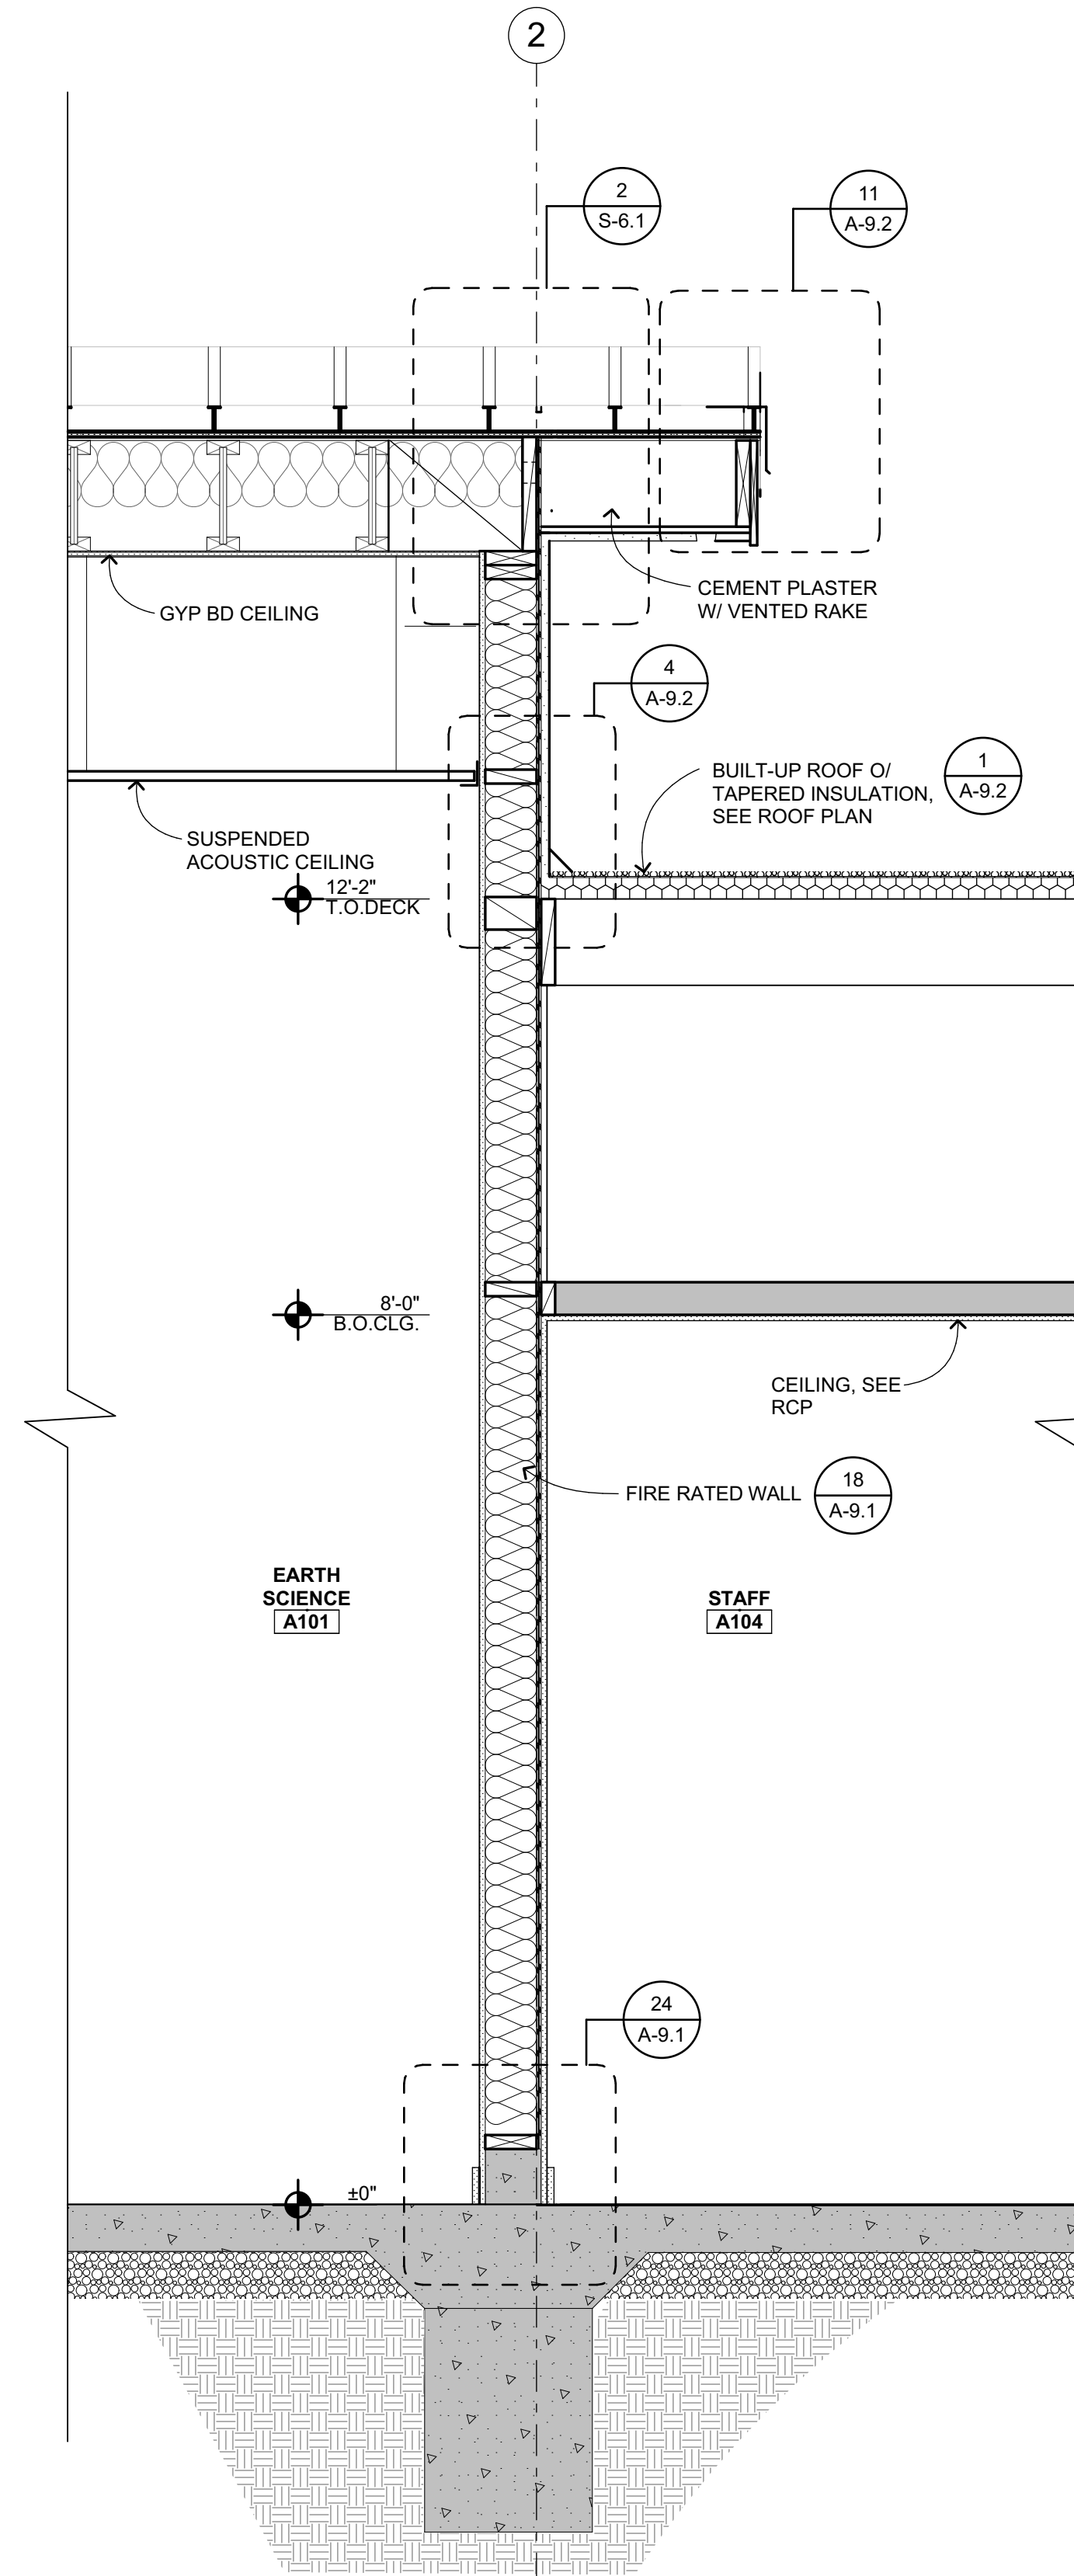 2
2
S-6.1
11
A-9.2
CEMENT PLASTER
W/ VENTED RAKE
GYP BD CEILING
4
A-9.2
BUILT-UP ROOF O/
TAPERED INSULATION,
SEE ROOF PLAN
1
A-9.2
SUSPENDED
ACOUSTIC CEILING
12'-2"
T.O.DECK
8'-0"
B.O.CLG.
CEILING, SEE
RCP
FIRE RATED WALL
18
A-9.1
EARTH
SCIENCE
A101
STAFF
A104
24
A-9.1
±0"